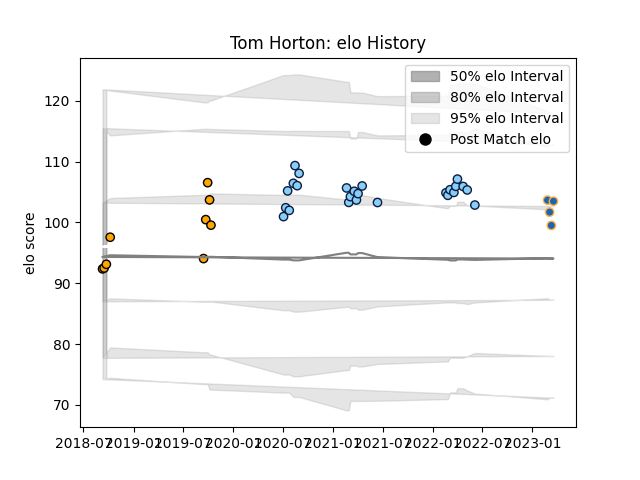 Tom Horton: elo History
elo score
120
110
100
90
80
70
50% elo Interval
80% elo Interval
95% elo Interval
Post Match elo
2018-07 2019-01 2019-07 2020-01 2020-07 2021-01 2021-07 2022-01 2022-07 2023-01